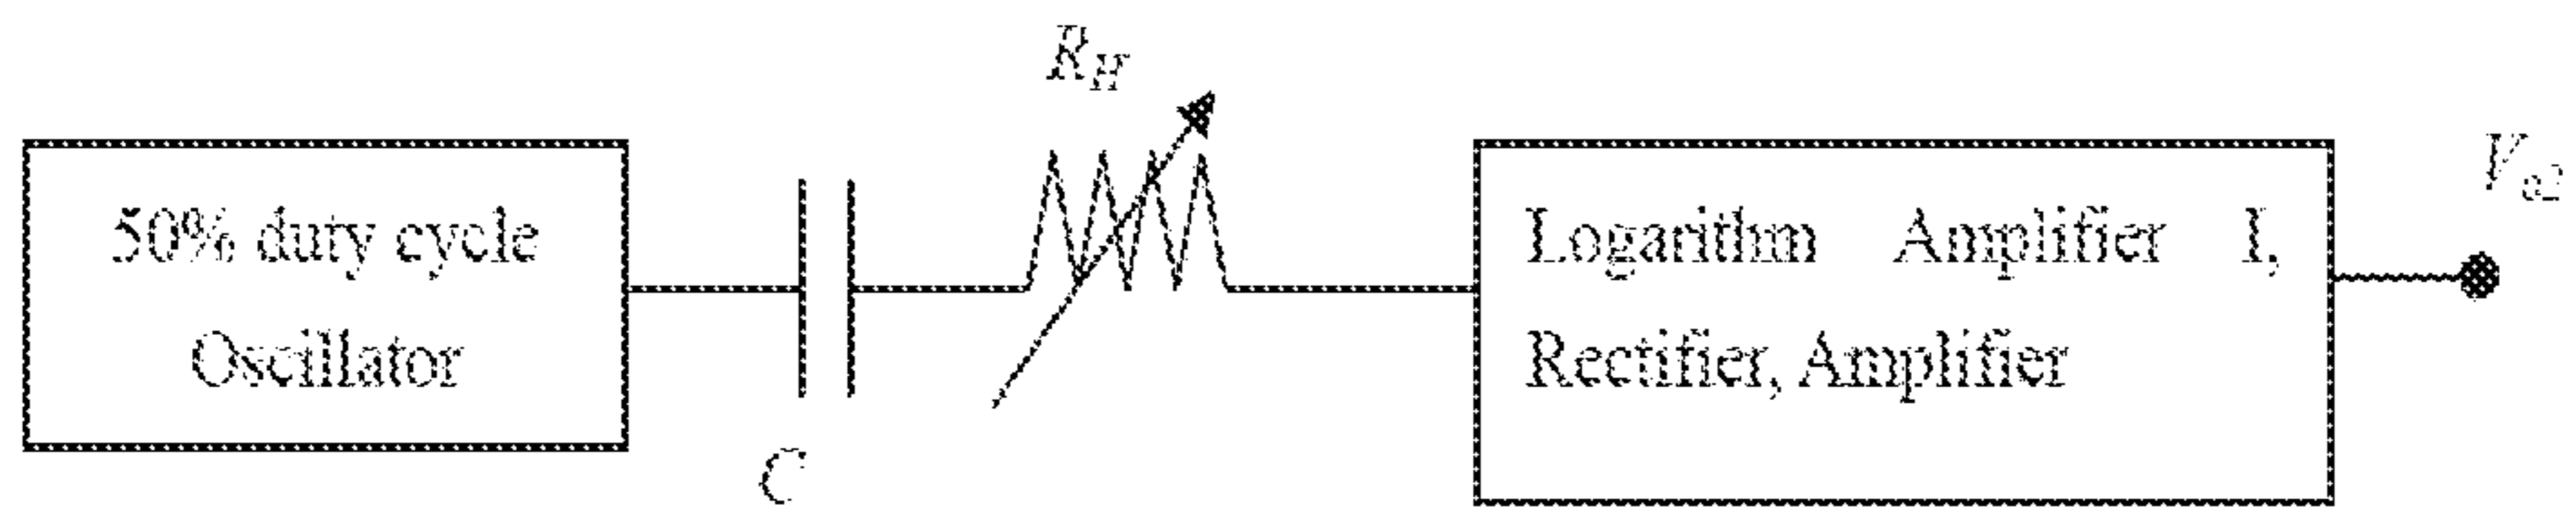 R_H
50% duty cycle
Oscillator
C
Logarithm Amplifier I,
Rectifier, Amplifier
V_o2